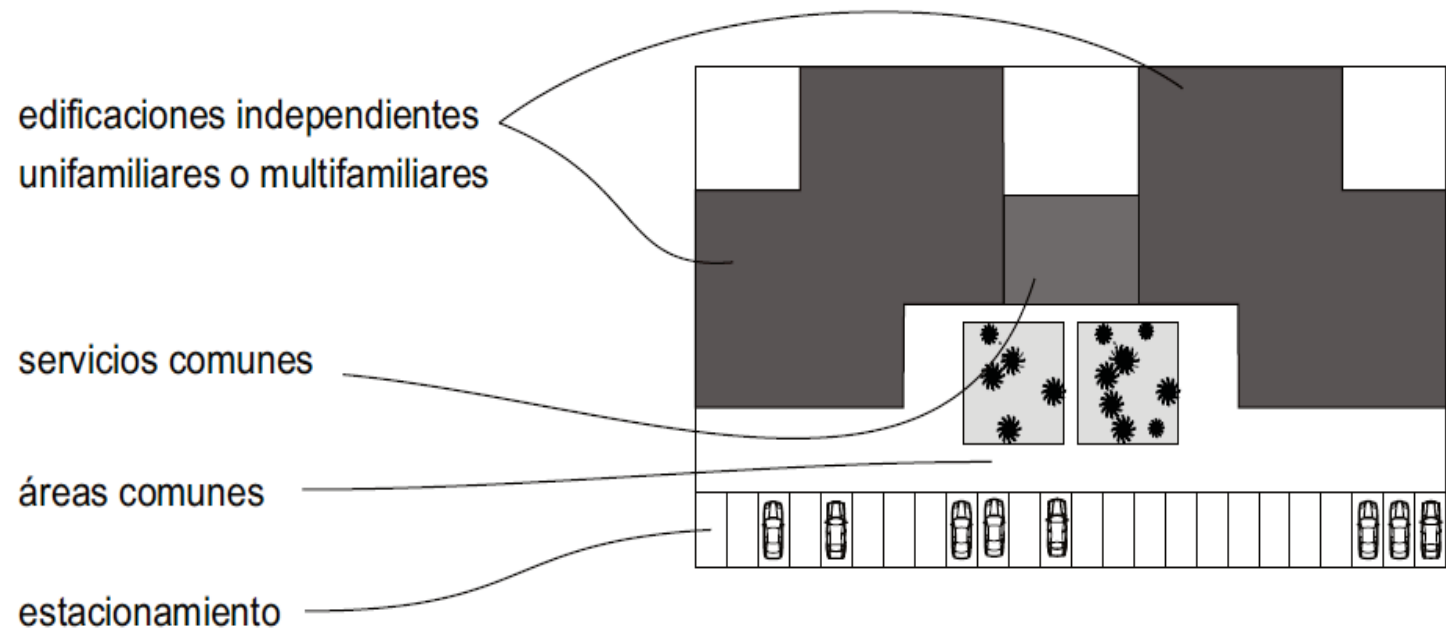 edificaciones independientes
unifamiliares o multifamiliares
servicios comunes
áreas comunes
estacionamiento